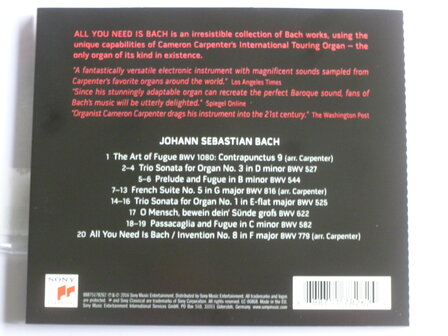 ALL YOU NEED IS BACH is an irresistible collection of Bach works, using the
unique capabilities of Cameron Carpenter's International Touring Organ – the
only organ of its kind in existence.
"A fantastically versatile electronic instrument with magnificent sounds sampled from
Carpenter's favorite organs around the world." Los Angeles Times
"Since his stunningly adaptable organ can recreate the perfect Baroque sound, fans of
Bach's music will be utterly delighted." Spiegel Online
"Organist Cameron Carpenter drags his instrument into the 21st century." The Washington Post
JOHANN SEBASTIAN BACH
1 The Art of Fugue BWV 1080: Contrapunctus 9 (arr. Carpenter)
2–4 Trio Sonata for Organ No. 3 in D minor BWV 527
5–6 Prelude and Fugue in B minor BWV 544
7–13 French Suite No. 5 in G major BWV 816 (arr. Carpenter)
14–16 Trio Sonata for Organ No. 1 in E-flat major BWV 525
17 O Mensch, bewein dein' Sünde groß BWV 622
18–19 Passacaglia and Fugue in C minor BWV 582
20 All You Need Is Bach / Invention No. 8 in F major BWV 779 (arr. Carpenter)
SONY